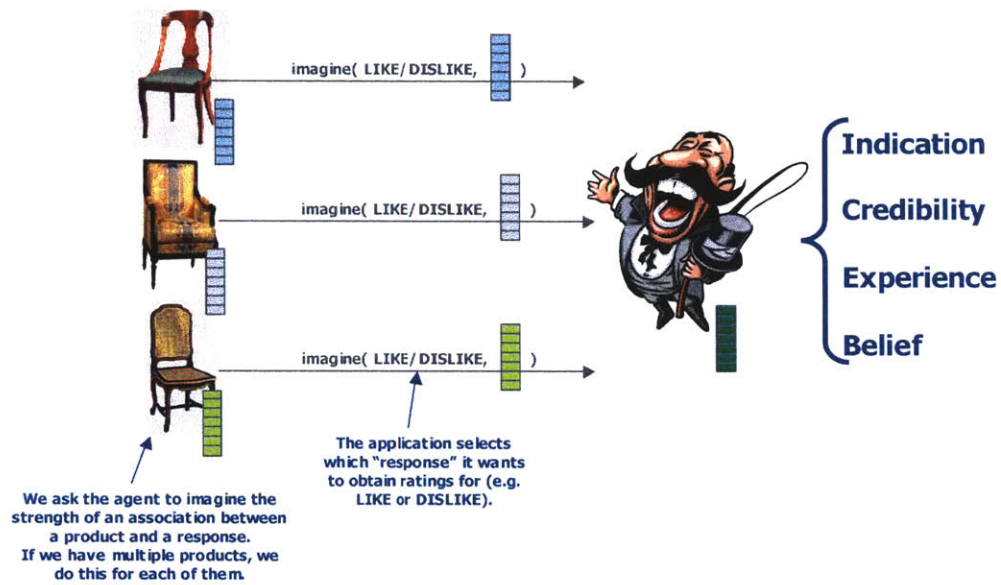 imagine( LIKE/DISLIKE, )
Indication
Credibility
imagine( LIKE/DISLIKE, )
Experience
Belief
imagine( LIKE/DISLIKE, )
The application selects
which “response” it wants
to obtain ratings for (e.g.
LIKE or DISLIKE).
We ask the agent to imagine the
strength of an association between
a product and a response.
If we have multiple products, we
do this for each of them.